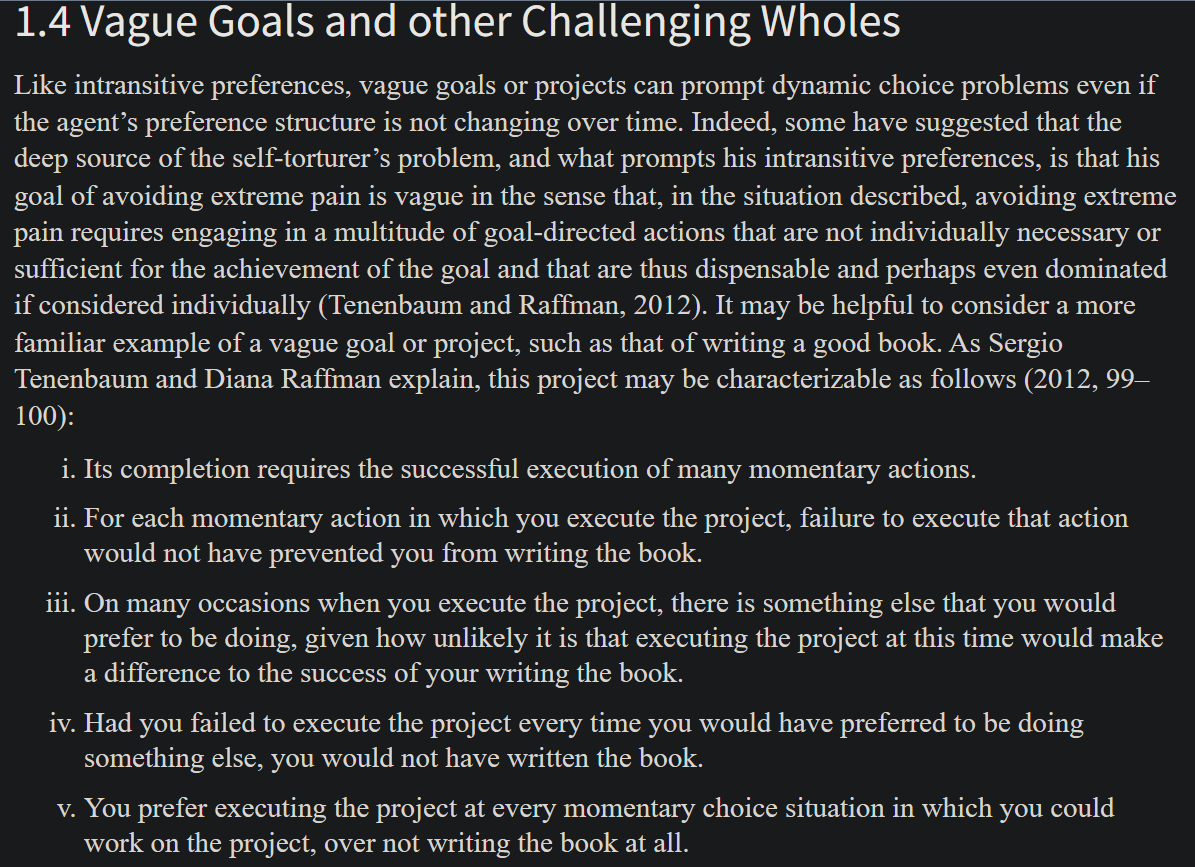 1.4 Vague Goals and other Challenging Wholes
Like intransitive preferences, vague goals or projects can prompt dynamic choice problems even if
the agent’s preference structure is not changing over time. Indeed, some have suggested that the
deep source of the self-torturer’s problem, and what prompts his intransitive preferences, is that his
goal of avoiding extreme pain is vague in the sense that, in the situation described, avoiding extreme
pain requires engaging in a multitude of goal-directed actions that are not individually necessary or
sufficient for the achievement of the goal and that are thus dispensable and perhaps even dominated
if considered individually (Tenenbaum and Raffman, 2012). It may be helpful to consider a more
familiar example of a vague goal or project, such as that of writing a good book. As Sergio
Tenenbaum and Diana Raffman explain, this project may be characterizable as follows (2012, 99–
100):
i. Its completion requires the successful execution of many momentary actions.
ii. For each momentary action in which you execute the project, failure to execute that action
would not have prevented you from writing the book.
iii. On many occasions when you execute the project, there is something else that you would
prefer to be doing, given how unlikely it is that executing the project at this time would make
a difference to the success of your writing the book.
iv. Had you failed to execute the project every time you would have preferred to be doing
something else, you would not have written the book.
v. You prefer executing the project at every momentary choice situation in which you could
work on the project, over not writing the book at all.